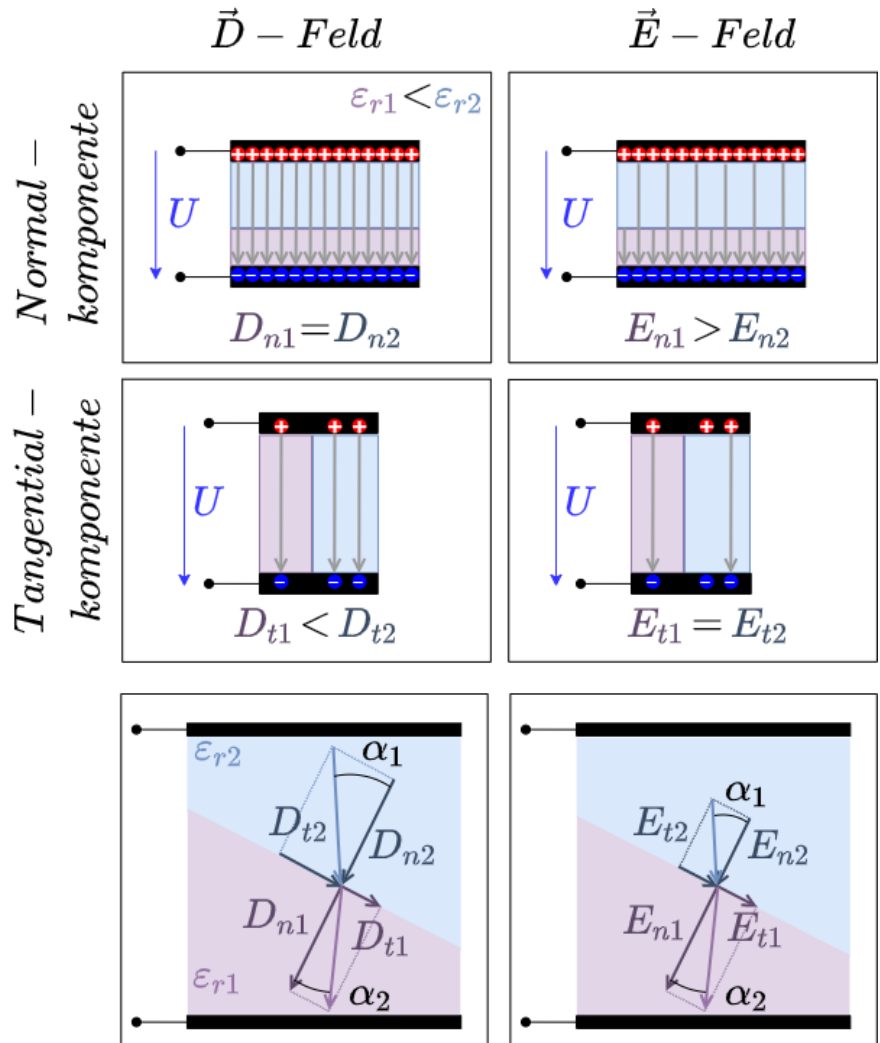 D⃗ – Feld
E⃗ – Feld
Normal –
komponente
εr1<εr2
U
Dn1=Dn2
U
En1>En2
Tangential –
komponente
U
Dt1<Dt2
U
Et1=Et2
εr2
α1
Dt2
Dn2
Dn1
Dt1
εr1
α2
α1
Et2
En2
En1
Et1
α2